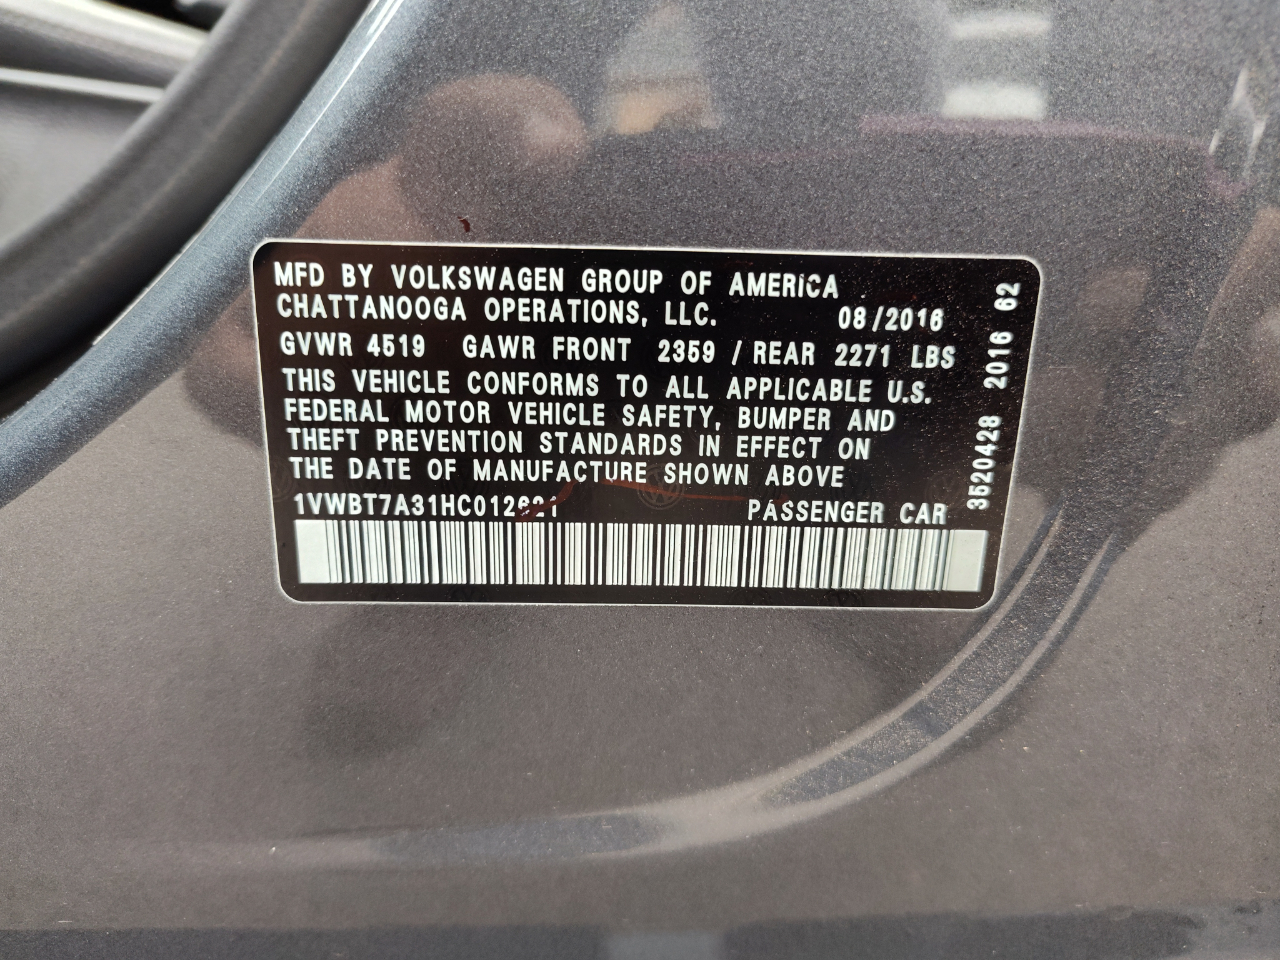 MFD BY VOLKSWAGEN GROUP OF AMERICA
CHATTANOOGA OPERATIONS, LLC. 08/2016
GVWR 4519 GAWR FRONT 2359 / REAR 2271 LBS
THIS VEHICLE CONFORMS TO ALL APPLICABLE U.S.
FEDERAL MOTOR VEHICLE SAFETY, BUMPER AND
THEFT PREVENTION STANDARDS IN EFFECT ON
THE DATE OF MANUFACTURE SHOWN ABOVE
PASSENGER CAR
3520428 2016 62